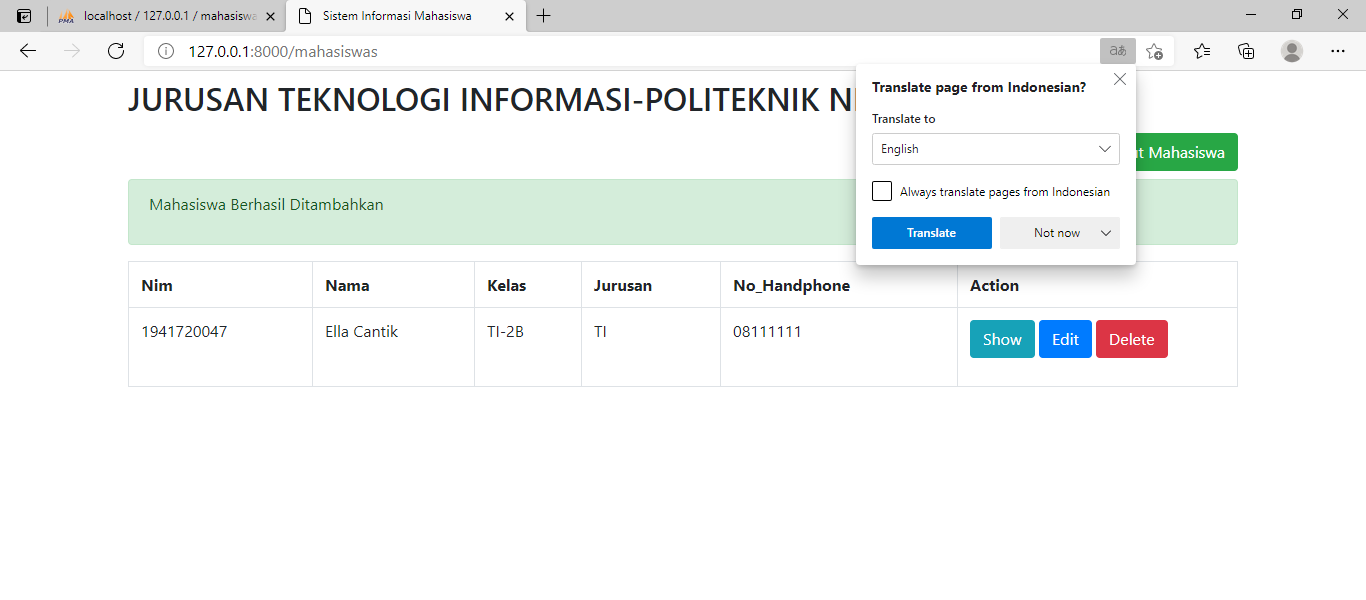 localhost / 127.0.0.1 / mahasiswa
Sistem Informasi Mahasiswa
127.0.0.1:8000/mahasiswas
JURUSAN TEKNOLOGI INFORMASI-POLITEKNIK
Translate page from Indonesian?
Translate to
English
Always translate pages from Indonesian
Translate Not now
Mahasiswa
Mahasiswa Berhasil Ditambahkan
Nim Nama Kelas Jurusan No_Handphone Action
1941720047 Ella Cantik TI-2B TI 08111111 Show Edit Delete